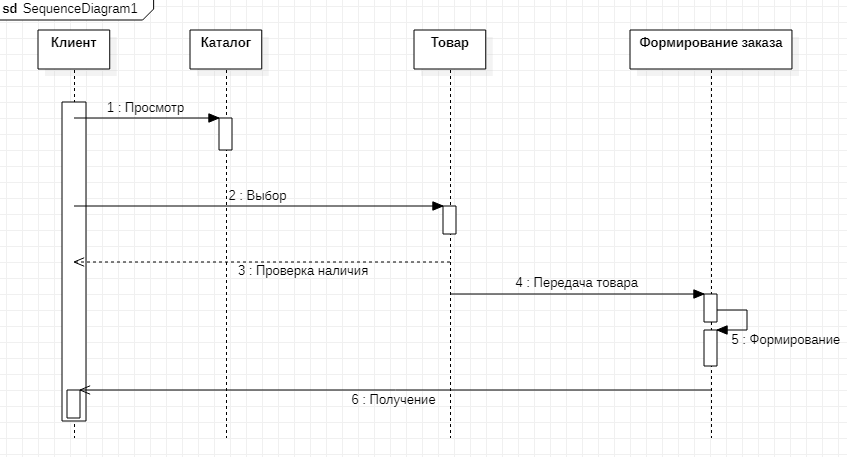 sd SequenceDiagram1
Клиент
Каталог
Товар
Формирование заказа
1 : Просмотр
2 : Выбор
3 : Проверка наличия
4 : Передача товара
5 : Формирование
6 : Получение